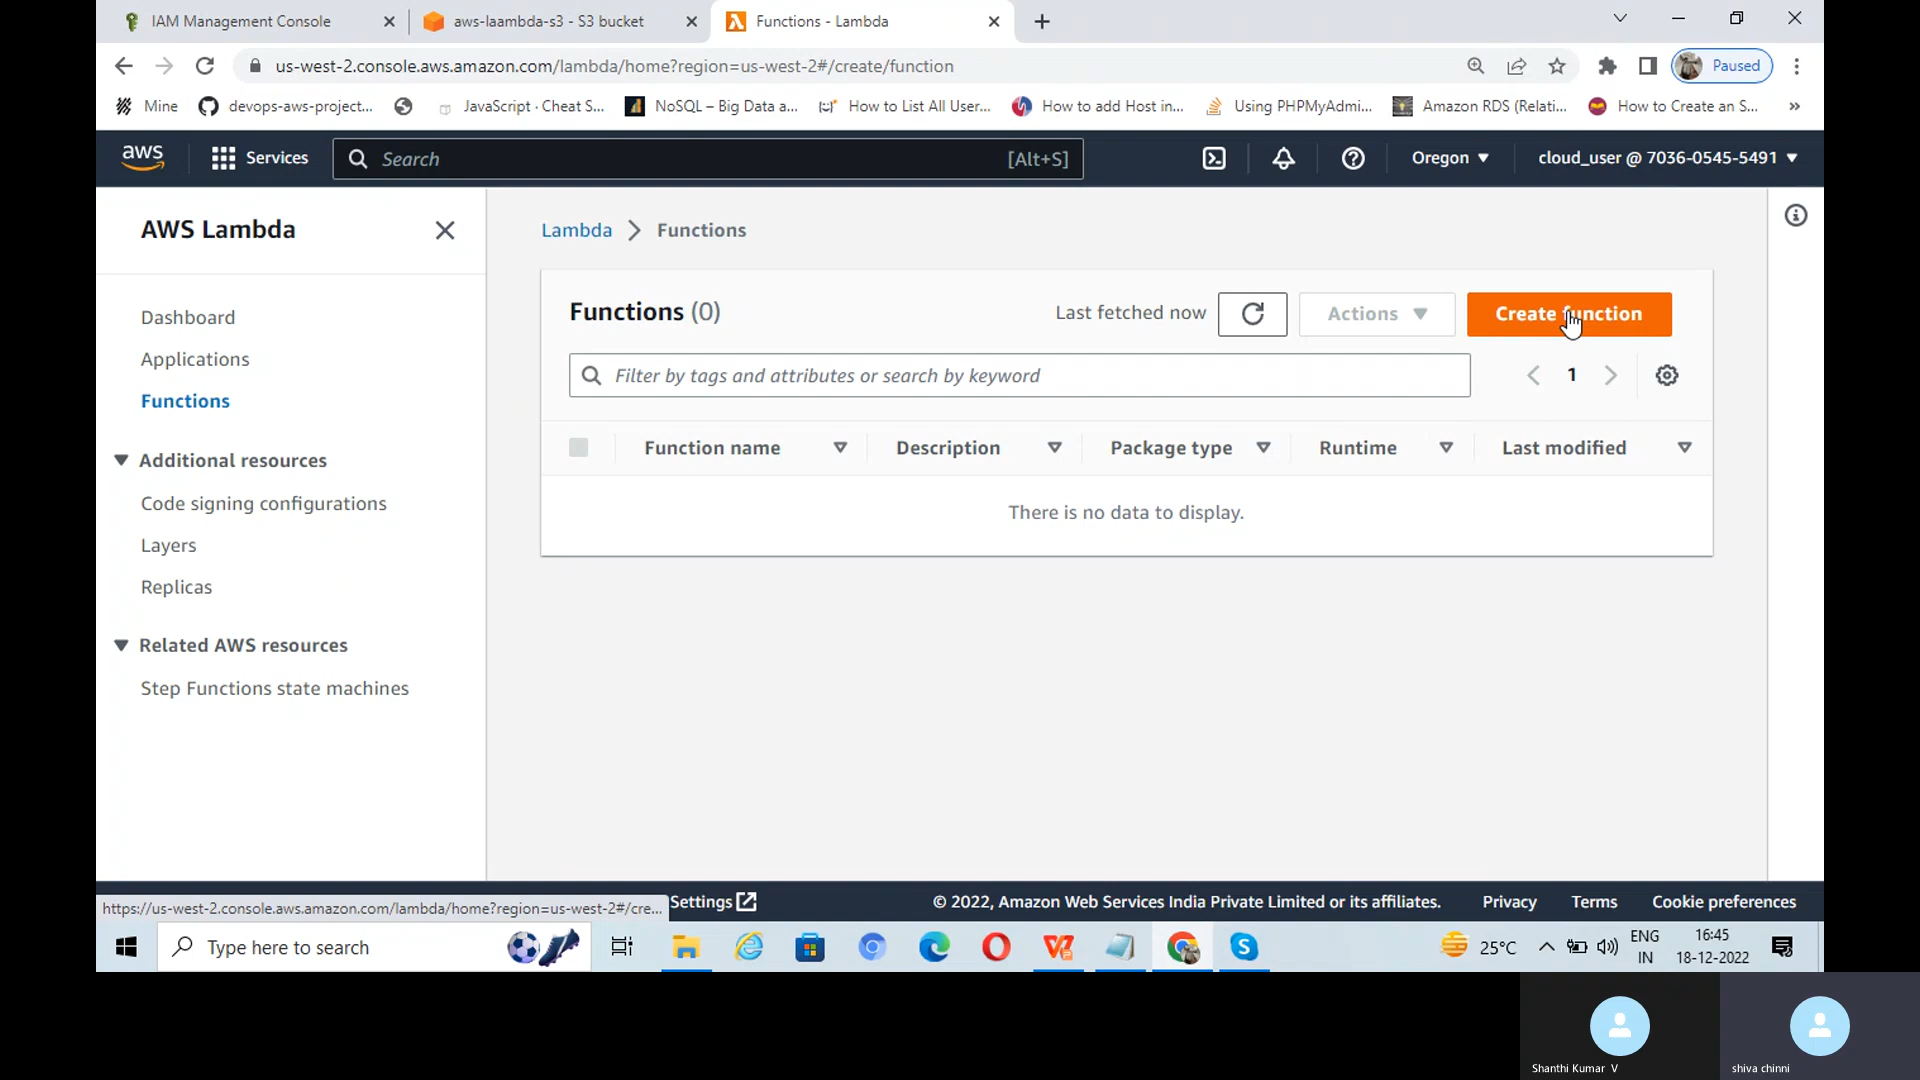 IAM Management Console
aws-laambda-s3 - S3 bucket
Functions - Lambda
us-west-2.console.aws.amazon.com/lambda/home?region=us-west-2#/create/function
Paused
Mine
devops-aws-project...
JavaScript · Cheat S...
NoSQL – Big Data a...
How to List All User...
How to add Host in...
Using PHPMyAdmi...
Amazon RDS (Relati...
How to Create an S...
»
aws
Services
Search
[Alt+S]
Oregon
cloud_user @ 7036-0545-5491
AWS Lambda
Dashboard
Applications
Functions
Additional resources
Code signing configurations
Layers
Replicas
Related AWS resources
Step Functions state machines
Lambda
Functions
Functions (0)
Last fetched now
Actions
Create function
Filter by tags and attributes or search by keyword
1
Function name
Description
Package type
Runtime
Last modified
There is no data to display.
https://us-west-2.console.aws.amazon.com/lambda/home?region=us-west-2#/cre...
Settings
© 2022, Amazon Web Services India Private Limited or its affiliates.
Privacy
Terms
Cookie preferences
Type here to search
25°C
ENG
IN
16:45
18-12-2022
Shanthi Kumar V
shiva chinni